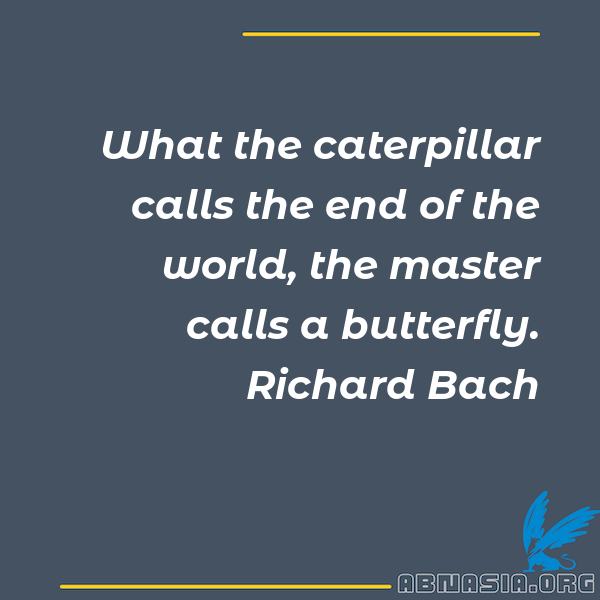 What the caterpillar
calls the end of the
world, the master
calls a butterfly.
Richard Bach
ABNASIA.ORG